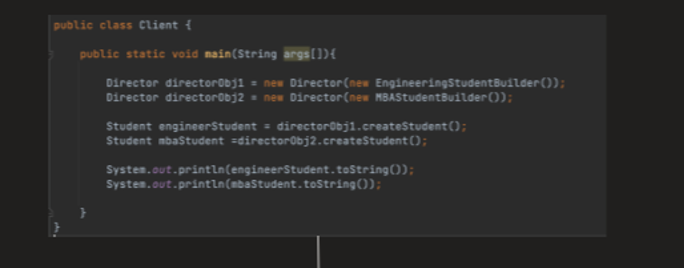 public class Client {
public static void main(String args[]){
Director directorObj1 = new Director(new EngineeringStudentBuilder());
Director directorObj2 = new Director(new MBAStudentBuilder());
Student engineerStudent = directorObj1.createStudent();
Student mbaStudent =directorObj2.createStudent();
System.out.println(engineerStudent.toString());
System.out.println(mbaStudent.toString());
}
}